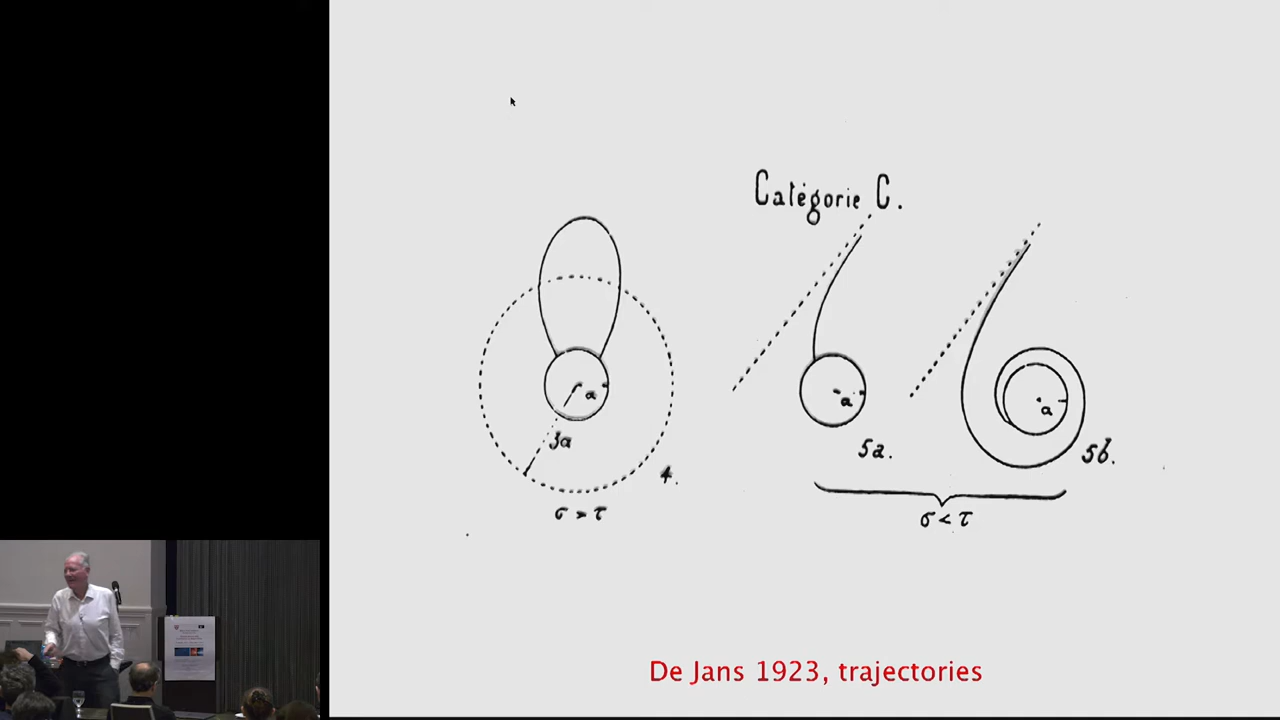 Catégorie C.
a
3a
4.
σ > τ
a
5a.
a
5b.
σ < τ
De Jans 1923, trajectories